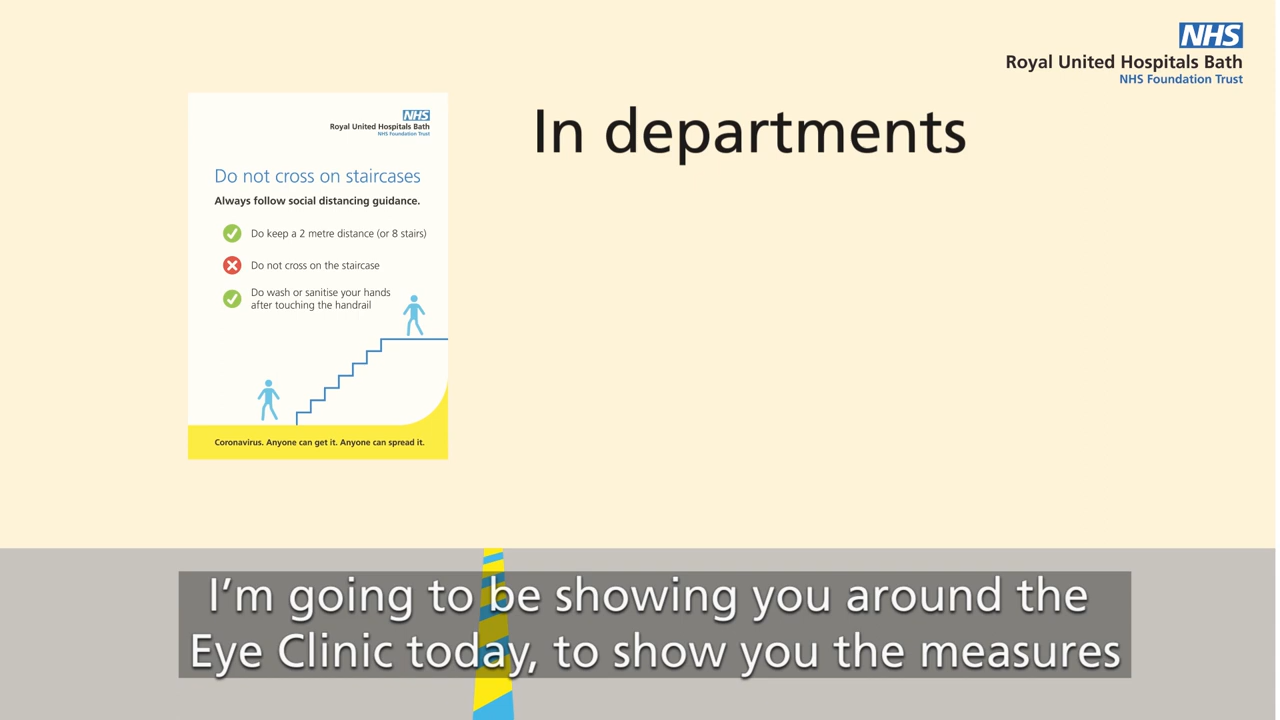 NHS
Royal United Hospitals Bath
NHS Foundation Trust
In departments
NHS
Royal United Hospitals Bath
NHS Foundation Trust
Do not cross on staircases
Always follow social distancing guidance.
Do keep a 2 metre distance (or 8 stairs)
Do not cross on the staircase
Do wash or sanitise your hands
after touching the handrail
Coronavirus. Anyone can get it. Anyone can spread it.
I'm going to be showing you around the
Eye Clinic today, to show you the measures